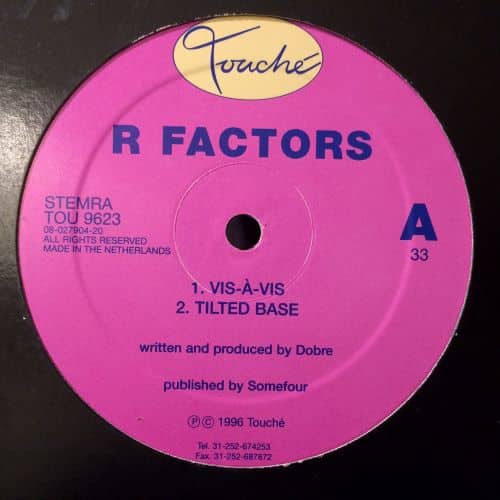 Touché
R FACTORS
STEMRA
TOU 9623
08-027904-20
ALL RIGHTS RESERVED
MADE IN THE NETHERLANDS
A
33
1. VIS-À-VIS
2. TILTED BASE
written and produced by Dobre
published by Somefour
Ⓟ Ⓒ 1996 Touché
Tel. 31-252-674253
Fax. 31-252-687872